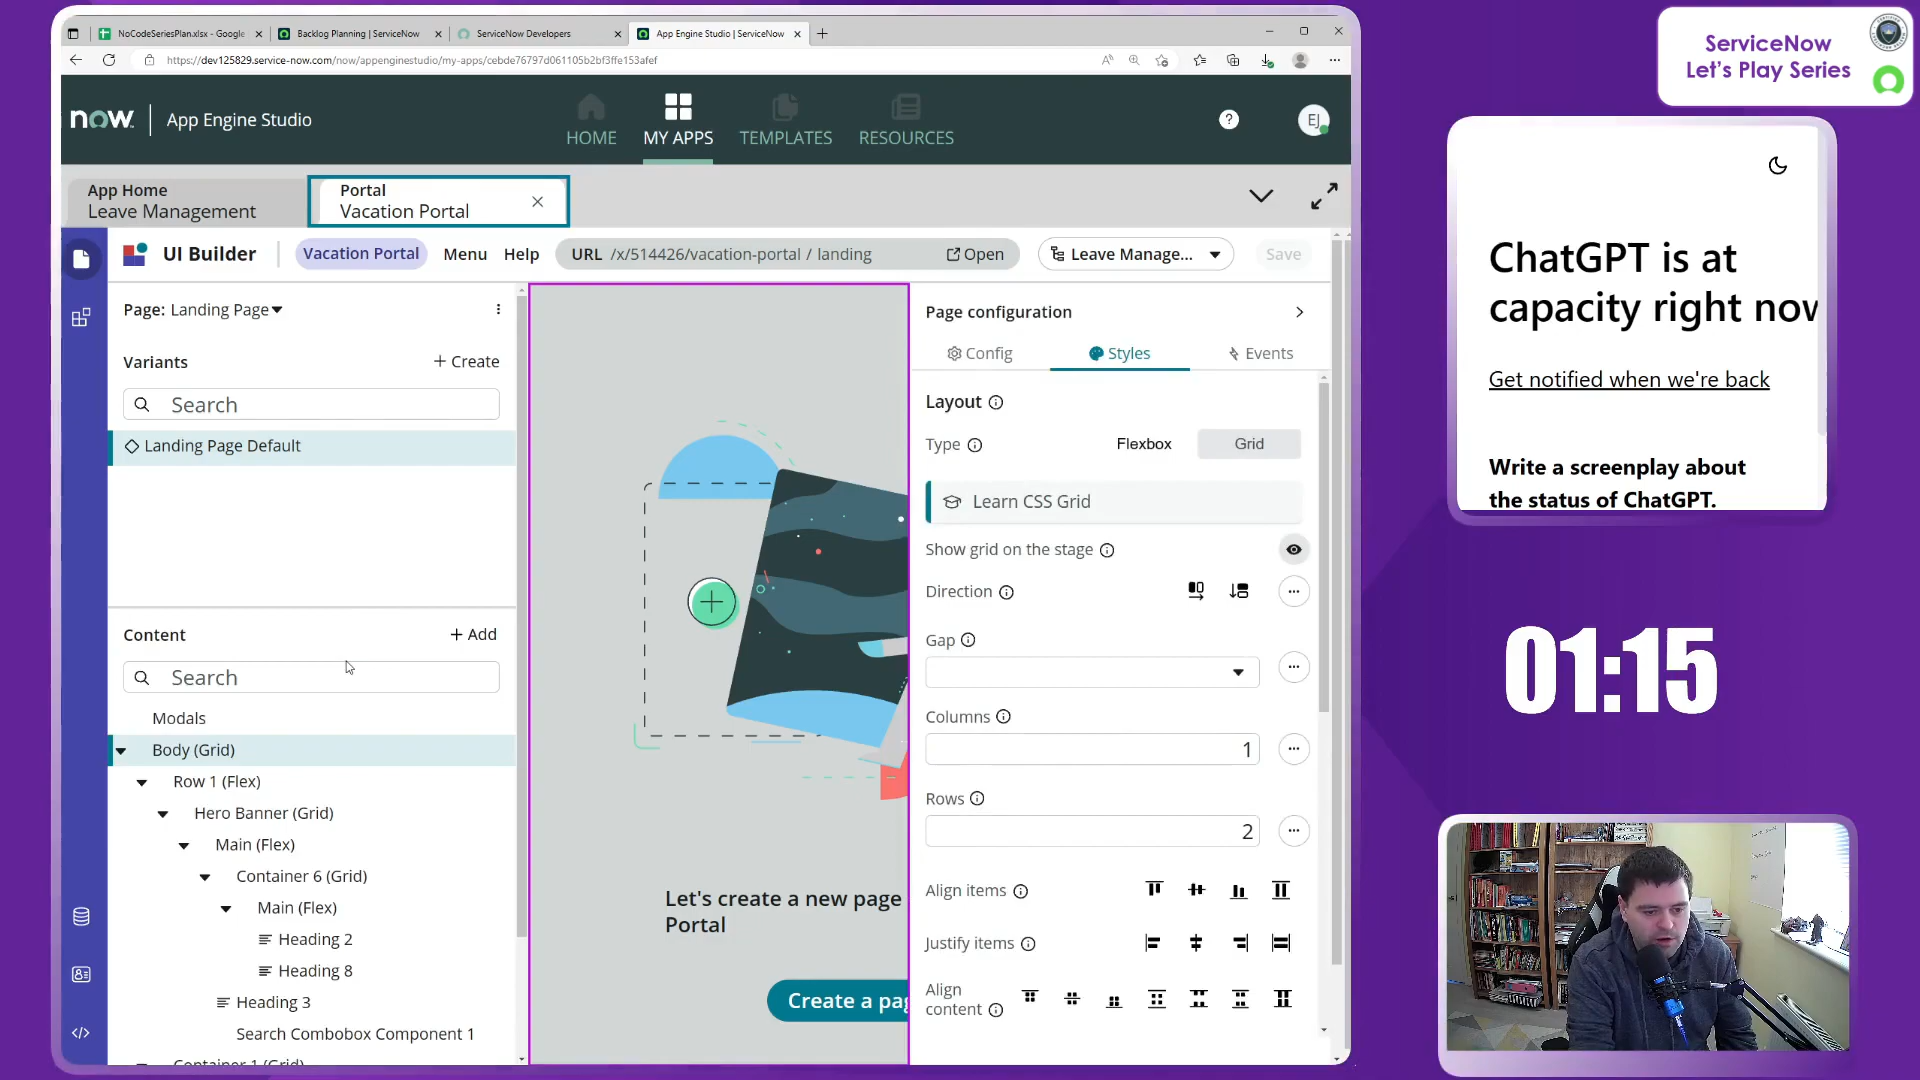 NoCodeSeriesPlan.xlsx - Google
Backlog Planning | ServiceNow
ServiceNow Developers
App Engine Studio | ServiceNow
https://dev125829.service-now.com/now/appenginestudio/my-apps/cebde76797d061105b2bf3ffe153afef
now
App Engine Studio
HOME
MY APPS
TEMPLATES
RESOURCES
?
EJ
App Home
Leave Management
Portal
Vacation Portal
UI Builder
Vacation Portal
Menu
Help
URL /x/514426/vacation-portal / landing
Open
Leave Manage...
Save
Page: Landing Page
Variants
+ Create
Search
Landing Page Default
Content
+ Add
Search
Modals
Body (Grid)
Row 1 (Flex)
Hero Banner (Grid)
Main (Flex)
Container 6 (Grid)
Main (Flex)
Heading 2
Heading 8
Heading 3
Search Combobox Component 1
Container 1 (Grid)
Let's create a new page
Portal
Create a pag
Page configuration
Config
Styles
Events
Layout
Type
Flexbox
Grid
Learn CSS Grid
Show grid on the stage
Direction
Gap
Columns
1
Rows
2
Align items
Justify items
Align
content
ServiceNow
Let's Play Series
ChatGPT is at
capacity right now
Get notified when we're back
Write a screenplay about
the status of ChatGPT.
01:15